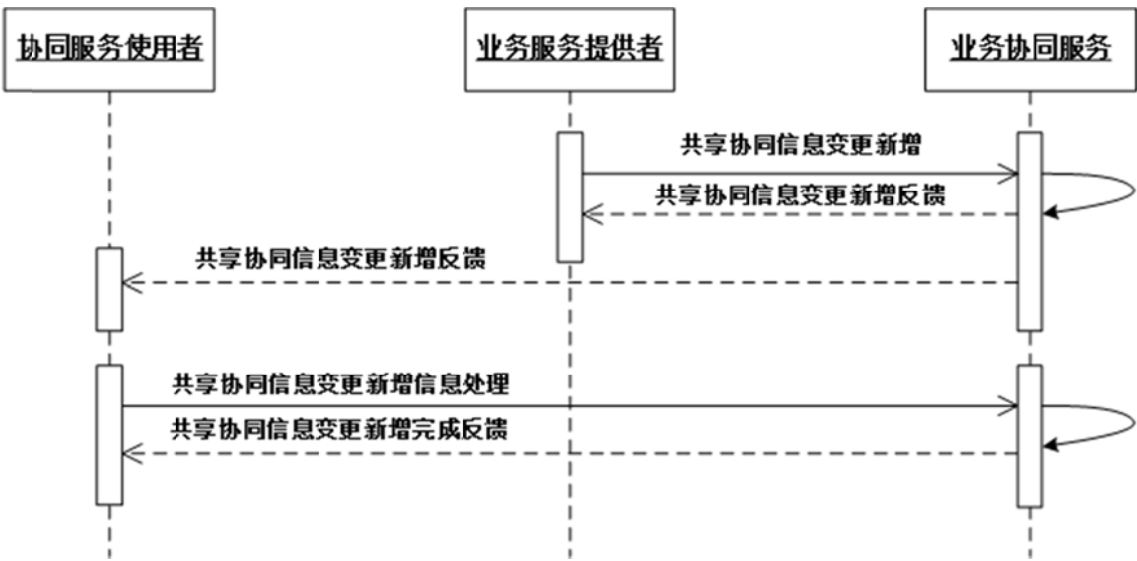 协同服务使用者
业务服务提供者
业务协同服务
共享协同信息变更新增
共享协同信息变更新增反馈
共享协同信息变更新增反馈
共享协同信息变更新增信息处理
共享协同信息变更新增完成反馈